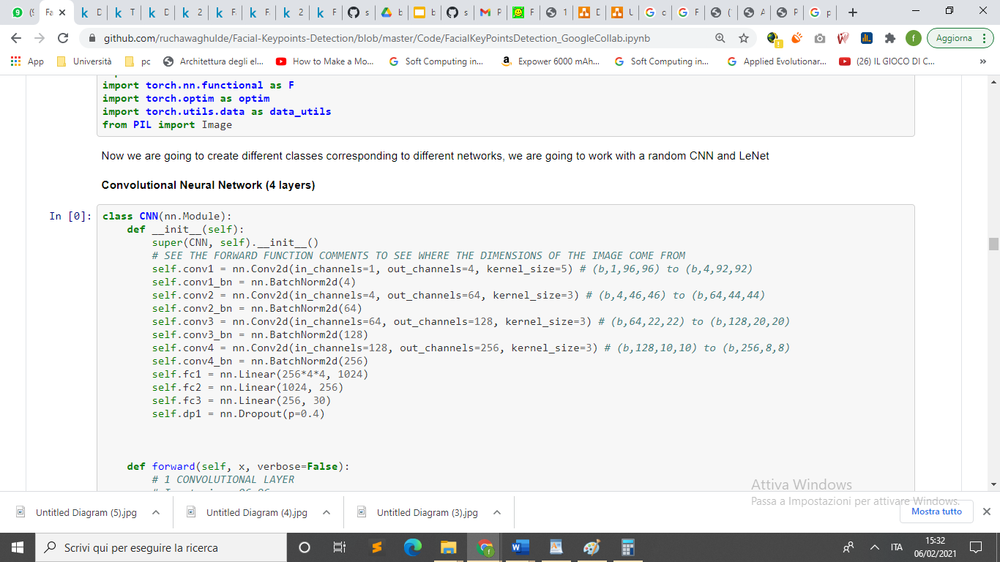 github.com/ruchawaghulde/Facial-Keypoints-Detection/blob/master/Code/FacialKeyPointsDetection_GoogleCollab.ipynb
Aggiorna
App
Università
pc
Architettura degli el...
How to Make a Mo...
Soft Computing in...
Expower 6000 mAh...
Soft Computing in...
Applied Evolutionar...
(26) IL GIOCO DI C...
»
import torch.nn.functional as F
import torch.optim as optim
import torch.utils.data as data_utils
from PIL import Image
Now we are going to create different classes corresponding to different networks, we are going to work with a random CNN and LeNet
Convolutional Neural Network (4 layers)
In [0]:
class CNN(nn.Module):
    def __init__(self):
        super(CNN, self).__init__()
        # SEE THE FORWARD FUNCTION COMMENTS TO SEE WHERE THE DIMENSIONS OF THE IMAGE COME FROM
        self.conv1 = nn.Conv2d(in_channels=1, out_channels=4, kernel_size=5) # (b,1,96,96) to (b,4,92,92)
        self.conv1_bn = nn.BatchNorm2d(4)
        self.conv2 = nn.Conv2d(in_channels=4, out_channels=64, kernel_size=3) # (b,4,46,46) to (b,64,44,44)
        self.conv2_bn = nn.BatchNorm2d(64)
        self.conv3 = nn.Conv2d(in_channels=64, out_channels=128, kernel_size=3) # (b,64,22,22) to (b,128,20,20)
        self.conv3_bn = nn.BatchNorm2d(128)
        self.conv4 = nn.Conv2d(in_channels=128, out_channels=256, kernel_size=3) # (b,128,10,10) to (b,256,8,8)
        self.conv4_bn = nn.BatchNorm2d(256)
        self.fc1 = nn.Linear(256*4*4, 1024)
        self.fc2 = nn.Linear(1024, 256)
        self.fc3 = nn.Linear(256, 30)
        self.dp1 = nn.Dropout(p=0.4)
    def forward(self, x, verbose=False):
        # 1 CONVOLUTIONAL LAYER
Attiva Windows
Passa a Impostazioni per attivare Windows.
Untitled Diagram (5).jpg
Untitled Diagram (4).jpg
Untitled Diagram (3).jpg
Mostra tutto
Scrivi qui per eseguire la ricerca
ITA
15:32
06/02/2021